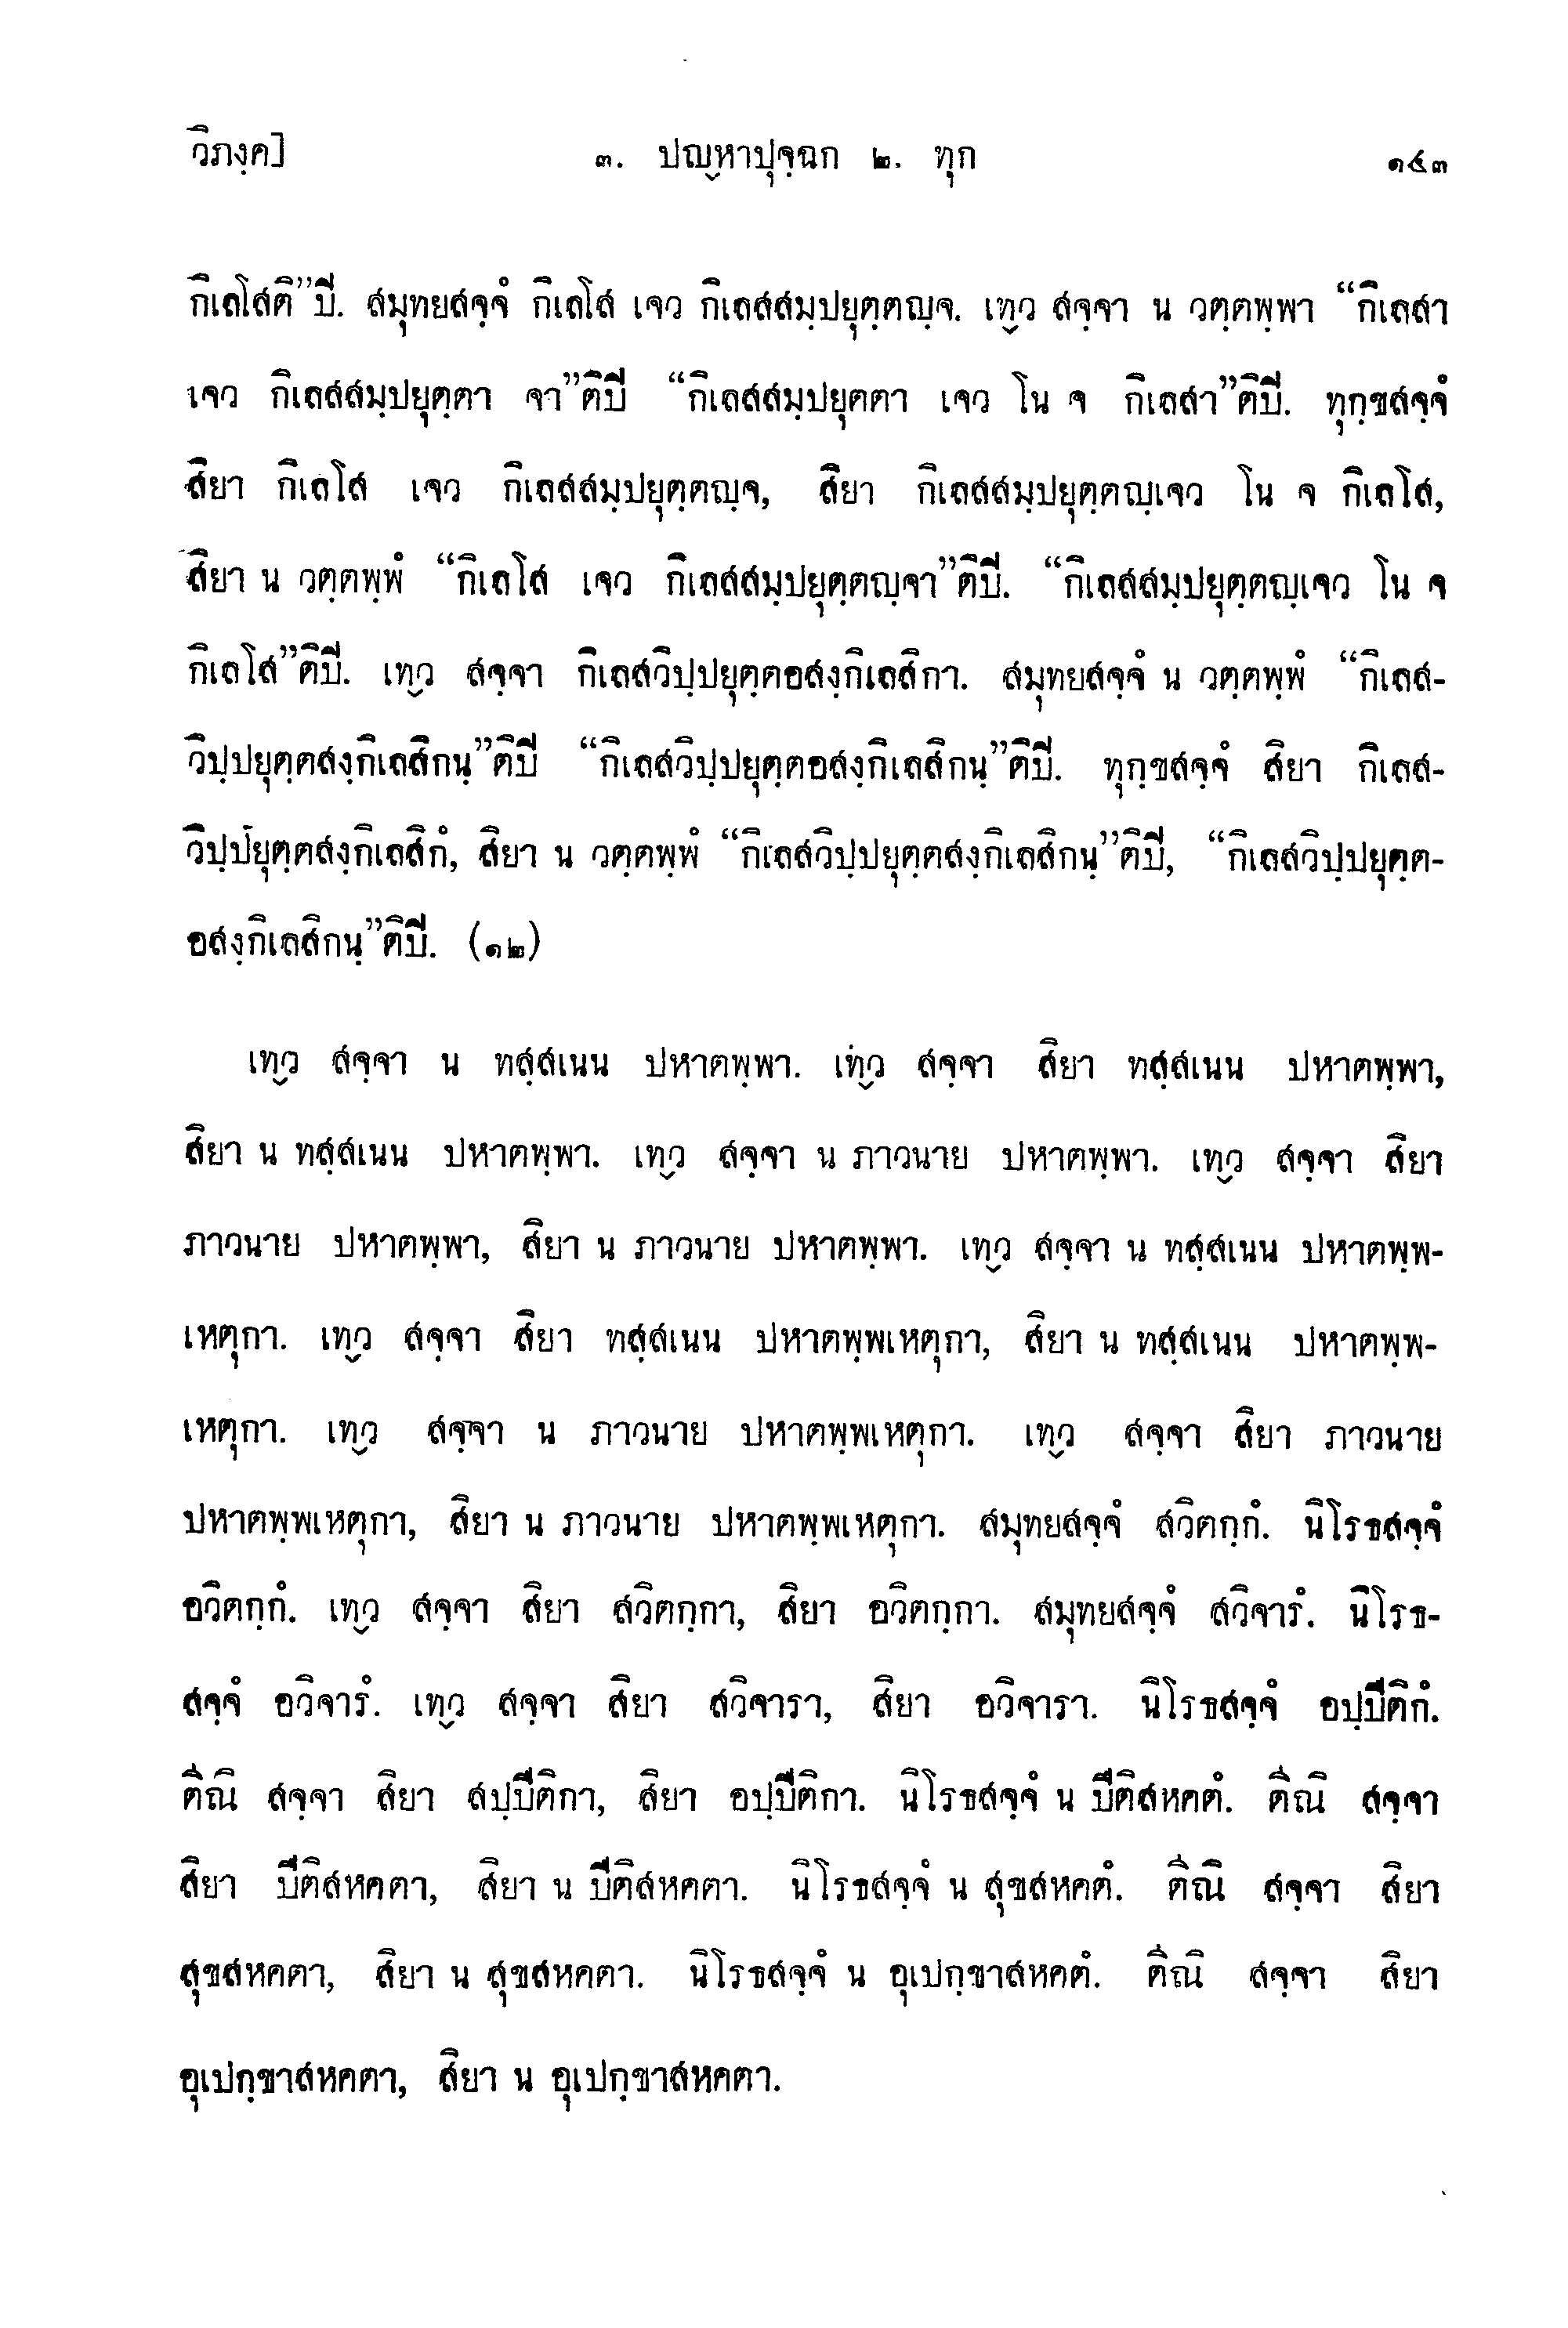 วิภงฺค]	๓. ปญฺหาปุจฺฉก ๒. ทุก	๑๔๓
กิเลโสติ”ปี. สมุทยสจฺจํ กิเลโส เจว กิเลสสมฺปยุตฺตญฺจ. เทฺว สจฺจา น วตฺตพฺพา “กิเลสา
เจว กิเลสสมฺปยุตฺตา จา”ติปี “กิเลสสมฺปยุตตา เจว โน จ กิเลสา”ติปี. ทุกฺขสจฺจํ
สิยา กิเลโส เจว กิเลสสมฺปยุตฺตญฺจ, สิยา กิเลสสมฺปยุตฺตญฺเจว โน จ กิเลโส,
สิยา น วตฺตพฺพํ “กิเลโส เจว กิเลสสมฺปยุตฺตญฺจา”ติปี. “กิเลสสมฺปยุตฺตญฺเจว โน จ
กิเลโส”ติปี. เทฺว สจฺจา กิเลสวิปฺปยุตฺตอสงฺกิเลสิกา. สมุทยสจฺจํ น วตฺตพฺพํ “กิเลส-
วิปฺปยุตฺตสงฺกิเลสิกนฺ”ติปี “กิเลสวิปฺปยุตฺตอสงฺกิเลสิกนฺ”ติปี. ทุกฺขสจฺจํ สิยา กิเลส-
วิปฺปยุตฺตสงฺกิเลสิกํ, สิยา น วตฺตพฺพํ “กิเลสวิปฺปยุตฺตสงฺกิเลสิกนฺ”ติปี, “กิเลสวิปฺปยุตฺต-
อสงฺกิเลสิกนฺ”ติปี. (๑๒)
เทฺว สจฺจา น ทสฺสเนน ปหาตพฺพา. เทฺว สจฺจา สิยา ทสฺสเนน ปหาตพฺพา,
สิยา น ทสฺสเนน ปหาตพฺพา. เทฺว สจฺจา น ภาวนาย ปหาตพฺพา. เทฺว สจฺจา สิยา
ภาวนาย ปหาตพฺพา, สิยา น ภาวนาย ปหาตพฺพา. เทฺว สจฺจา น ทสฺสเนน ปหาตพฺพ-
เหตุกา. เทฺว สจฺจา สิยา ทสฺสเนน ปหาตพฺพเหตุกา, สิยา น ทสฺสเนน ปหาตพฺพ-
เหตุกา. เทฺว สจฺจา น ภาวนาย ปหาตพฺพเหตุกา. เทฺว สจฺจา สิยา ภาวนาย
ปหาตพฺพเหตุกา, สิยา น ภาวนาย ปหาตพฺพเหตุกา. สมุทยสจฺจํ สวิตกฺกํ. นิโรธสจฺจํ
อวิตกฺกํ. เทฺว สจฺจา สิยา สวิตกฺกา, สิยา อวิตกฺกา. สมุทยสจฺจํ สวิจารํ. นิโรธ-
สจฺจํ อวิจารํ. เทฺว สจฺจา สิยา สวิจารา, สิยา อวิจารา. นิโรธสจฺจํ อปฺปีติกํ.
ตีณิ สจฺจา สิยา สปฺปีติกา, สิยา อปฺปีติกา. นิโรธสจฺจํ น ปีติสหคตํ. ตีณิ สจฺจา
สิยา ปีติสหคตา, สิยา น ปีติสหคตา. นิโรธสจฺจํ น สุขสหคตํ. ตีณิ สจฺจา สิยา
สุขสหคตา, สิยา น สุขสหคตา. นิโรธสจฺจํ น อุเปกฺขาสหคตํ. ตีณิ สจฺจา สิยา
อุเปกฺขาสหคตา, สิยา น อุเปกฺขาสหคตา.